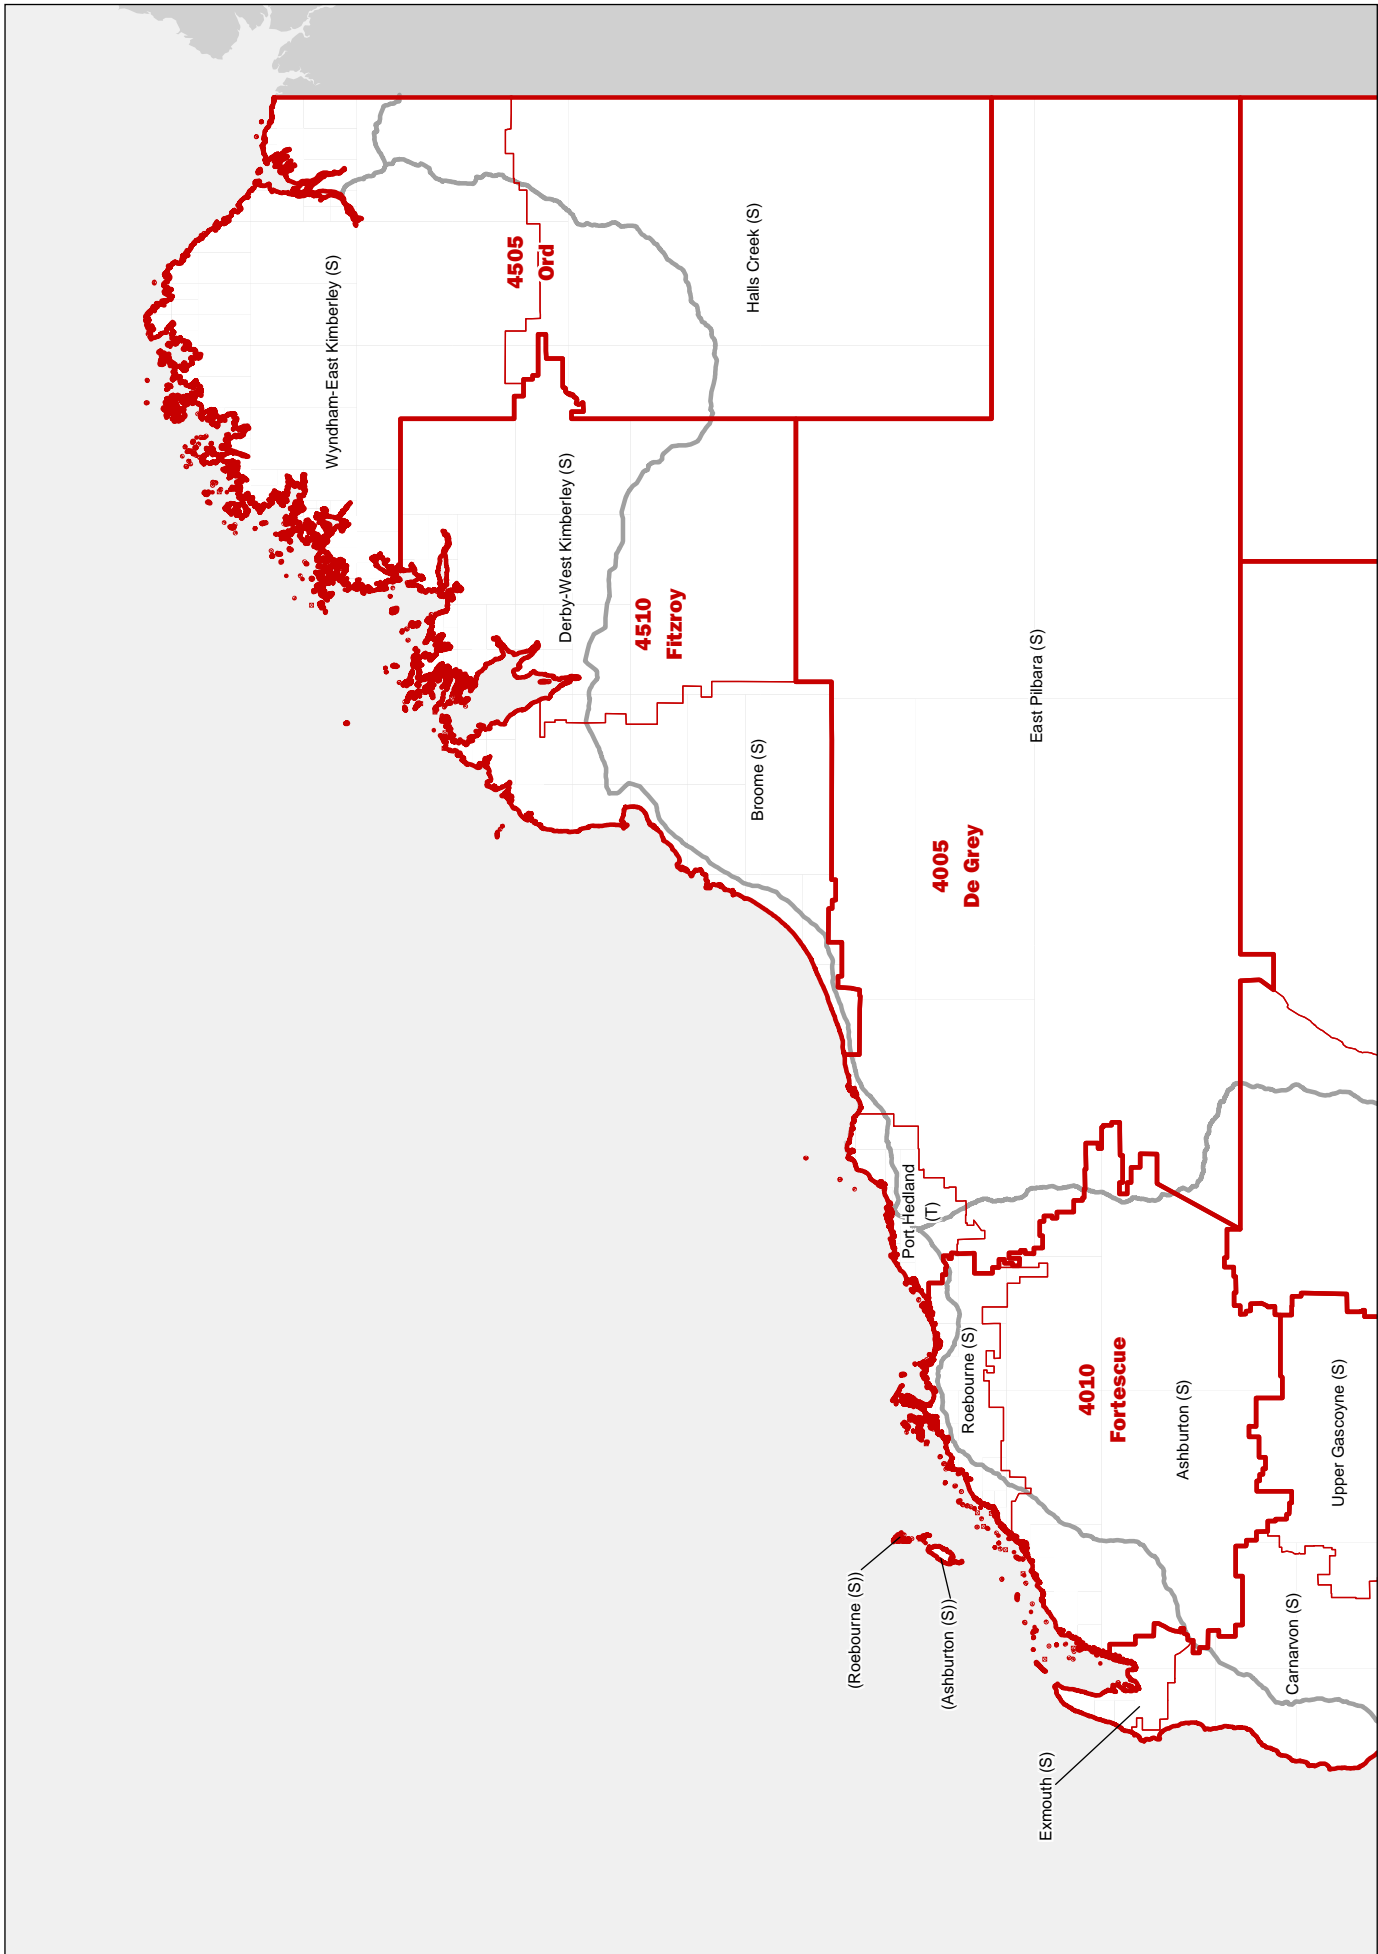 Wyndham-East Kimberley (S)
4505
Ord
Halls Creek (S)
Derby-West Kimberley (S)
4510
Fitzroy
Broome (S)
East Pilbara (S)
4005
De Grey
Port Hedland
(T)
Roebourne (S)
4010
Fortescue
Ashburton (S)
Upper Gascoyne (S)
(Roebourne (S))
(Ashburton (S))
Carnarvon (S)
Exmouth (S)